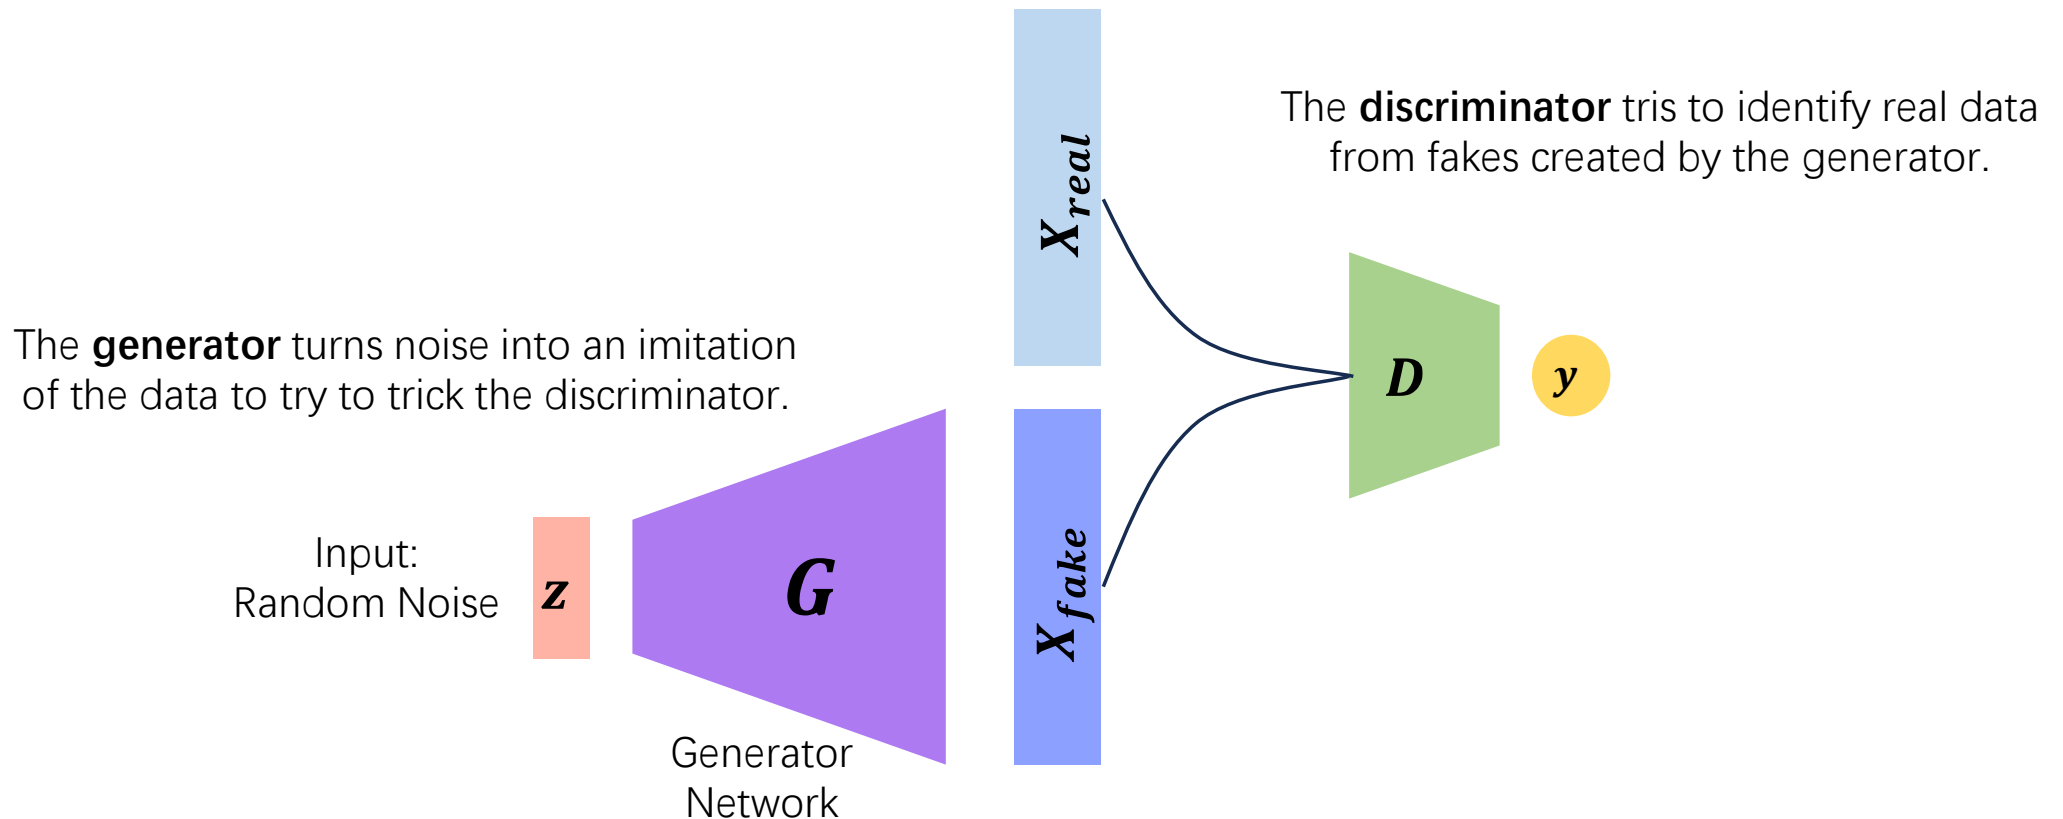 The discriminator tris to identify real data
from fakes created by the generator.
X_real
The generator turns noise into an imitation
of the data to try to trick the discriminator.
D
y
Input:
Random Noise
z
G
X_fake
Generator
Network